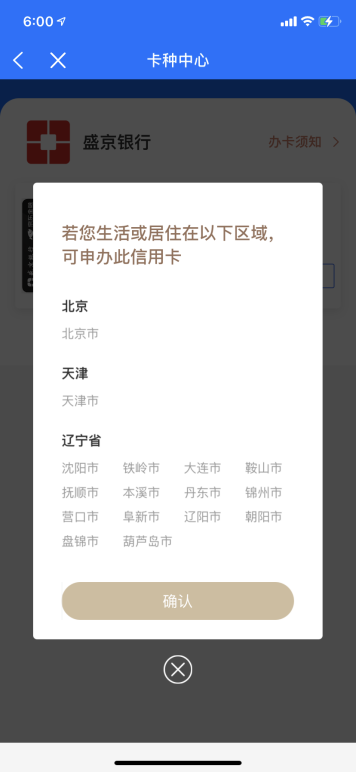 6:00
卡种中心
盛京银行
办卡须知
若您生活或居住在以下区域，
可申办此信用卡
北京
北京市
天津
天津市
辽宁省
沈阳市 铁岭市 大连市 鞍山市
抚顺市 本溪市 丹东市 锦州市
营口市 阜新市 辽阳市 朝阳市
盘锦市 葫芦岛市
确认